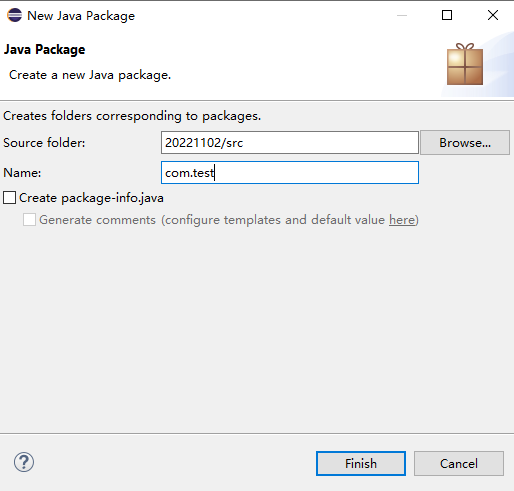 New Java Package
Java Package
Create a new Java package.
Creates folders corresponding to packages.
Source folder: 20221102/src Browse...
Name: com.test
Create package-info.java
Generate comments (configure templates and default value here)
? Finish Cancel